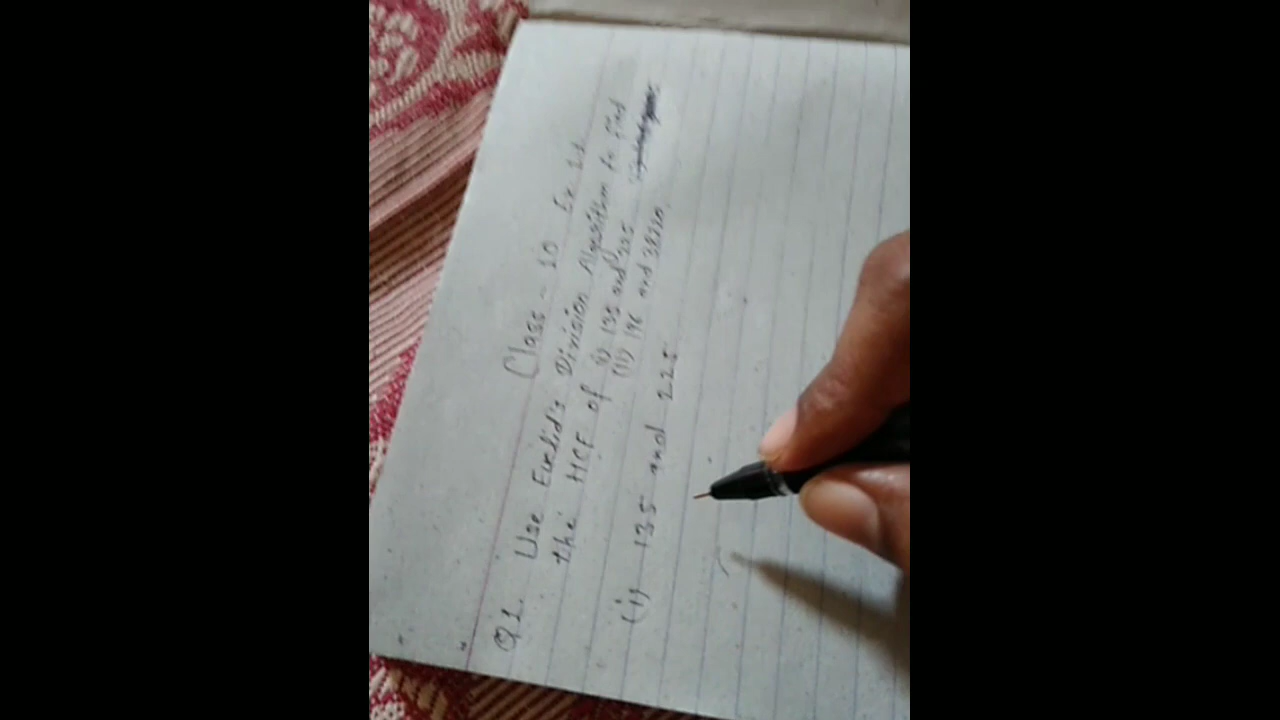 Class - 10 Ex 1.1
Q1. Use Euclid's Division Algorithm to find
the HCF of (i) 135 and 225
(ii) 196 and 38220
(i) 135 and 225